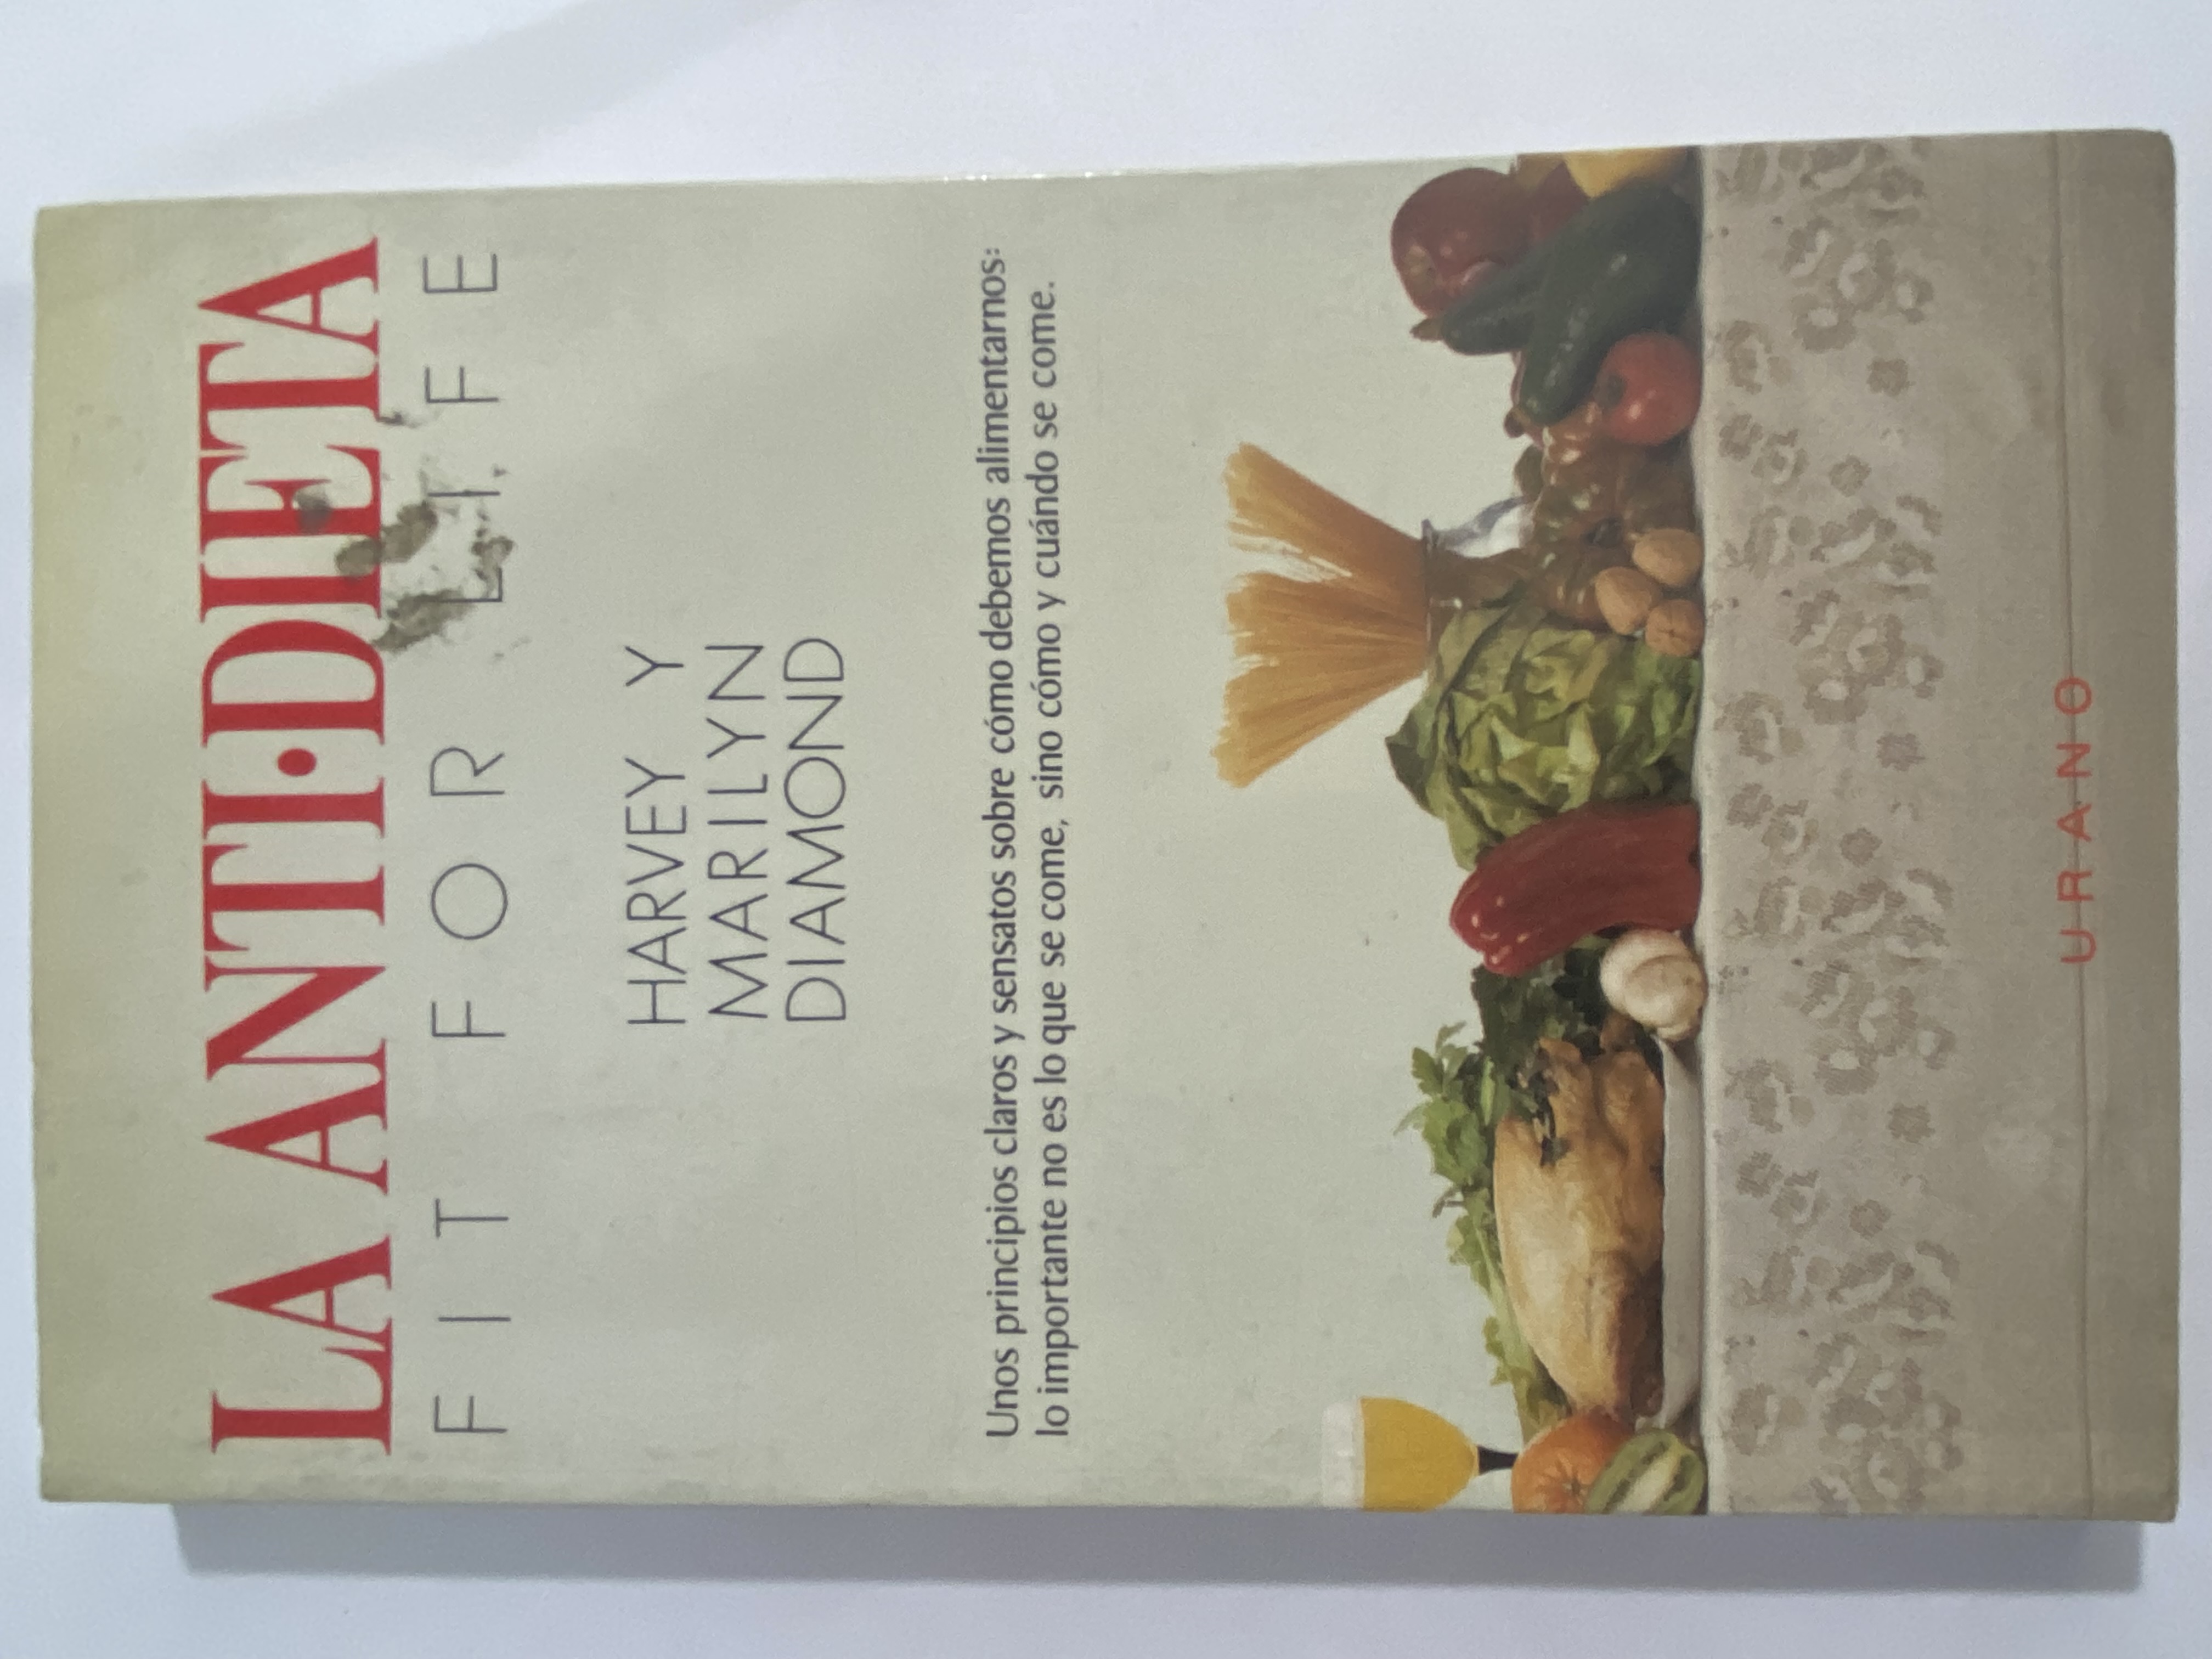 LA ANTI·DIETA
FIT FOR LIFE
HARVEY Y
MARILYN
DIAMOND
Unos principios claros y sensatos sobre cómo debemos alimentarnos:
lo importante no es lo que se come, sino cómo y cuándo se come.
URANO